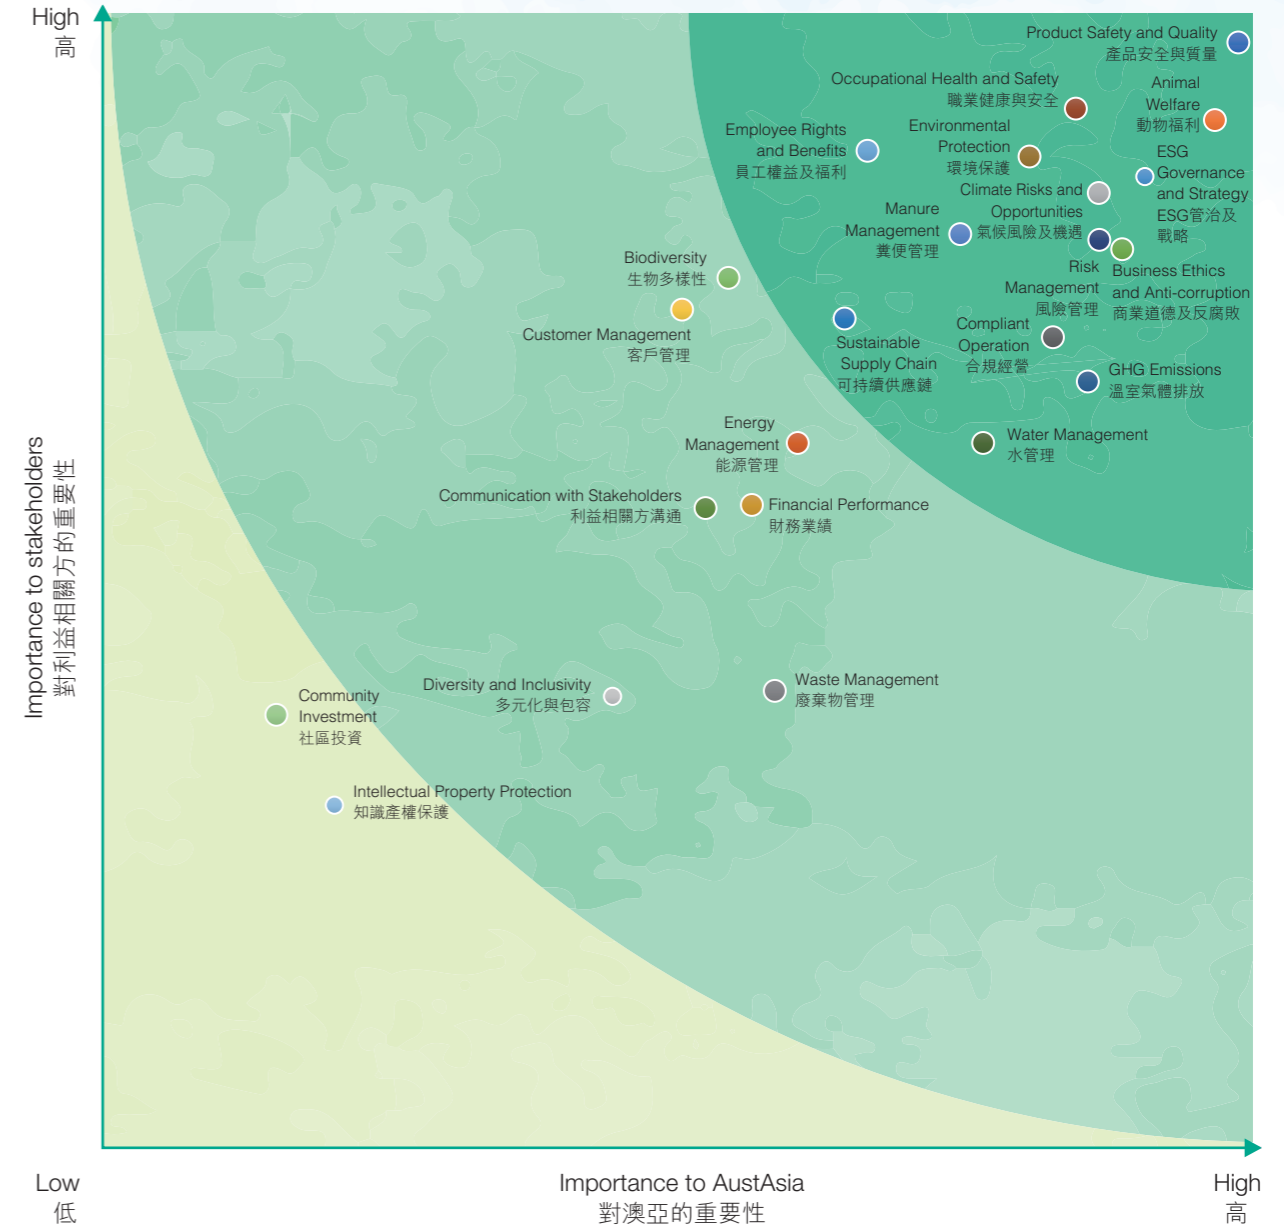 High
高
Product Safety and Quality
產品安全與質量
Occupational Health and Safety
職業健康與安全
Animal
Welfare
動物福利
Employee Rights
and Benefits
員工權益及福利
Environmental
Protection
環境保護
ESG
Governance
and Strategy
ESG管治及
戰略
Climate Risks and
Opportunities
氣候風險及機遇
Manure
Management
糞便管理
Risk
Management
風險管理
Business Ethics
and Anti-corruption
商業道德及反腐敗
Biodiversity
生物多樣性
Customer Management
客戶管理
Sustainable
Supply Chain
可持續供應鏈
Compliant
Operation
合規經營
GHG Emissions
溫室氣體排放
Energy
Management
能源管理
Water Management
水管理
Communication with Stakeholders
利益相關方溝通
Financial Performance
財務業績
Importance to stakeholders
對利益相關方的重要性
Diversity and Inclusivity
多元化與包容
Waste Management
廢棄物管理
Community
Investment
社區投資
Intellectual Property Protection
知識產權保護
Low
低
Importance to AustAsia
對澳亞的重要性
High
高